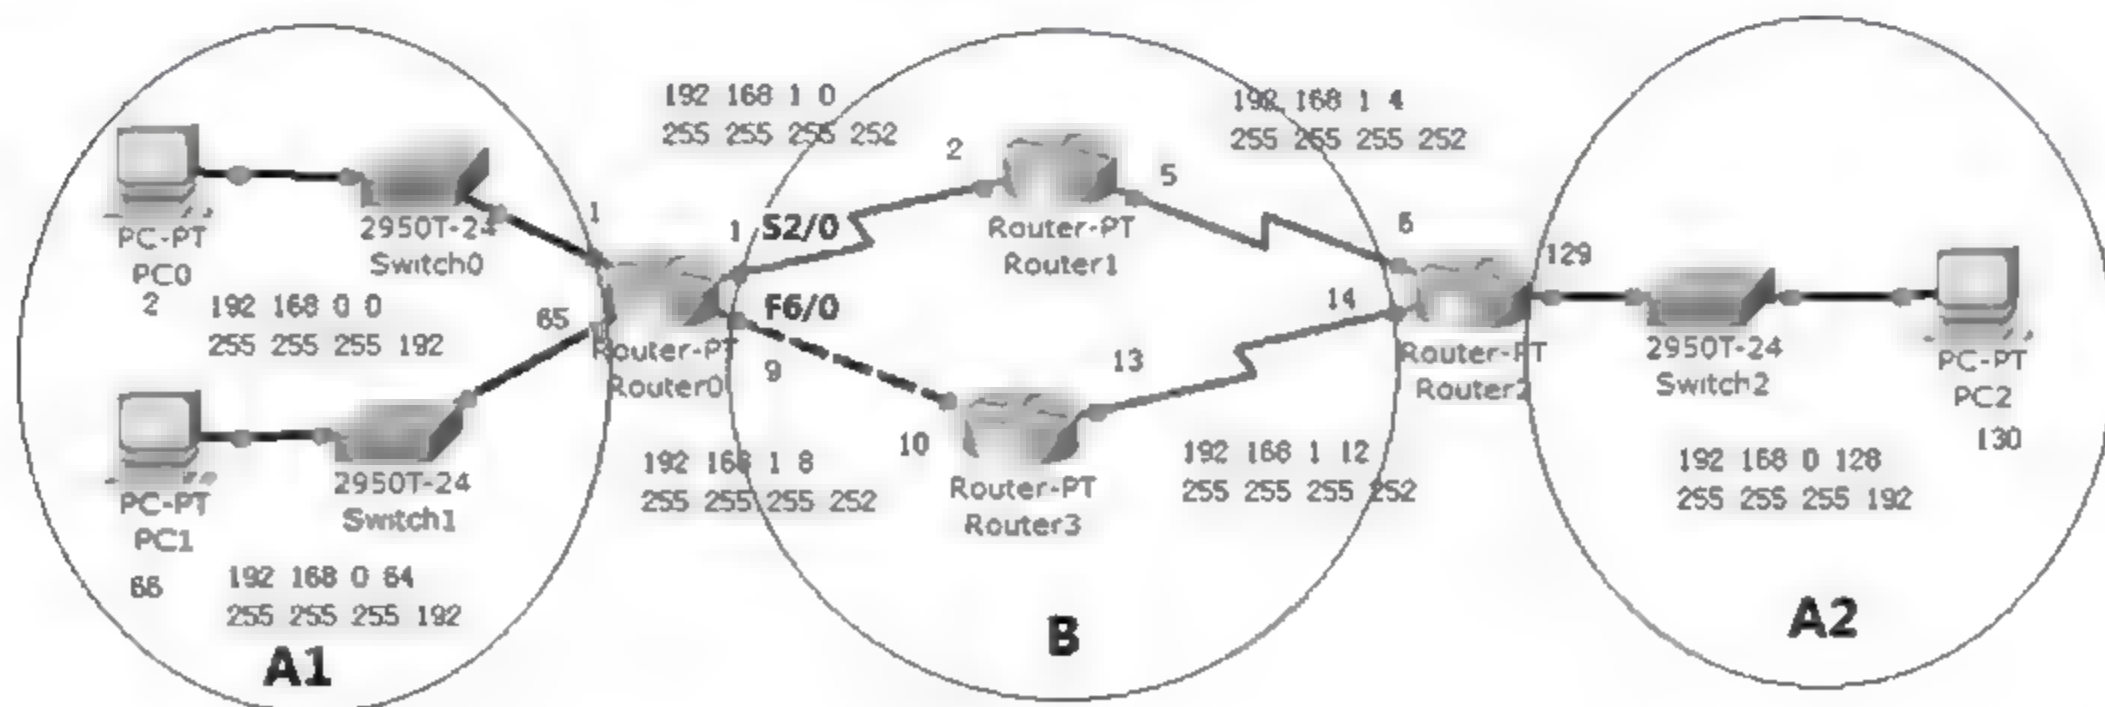 PC-PT
PC0
2
2950T-24
Switch0
192 168 0 0
255 255 255 192
PC-PT
PC1
66
2950T-24
Switch1
192 168 0 64
255 255 255 192
A1
1
65
Router-PT
Router0
192 168 1 0
255 255 255 252
1
S2/0
F6/0
9
192 168 1 8
255 255 255 252
2
Router-PT
Router1
5
10
Router-PT
Router3
13
B
192 168 1 4
255 255 255 252
6
14
192 168 1 12
255 255 255 252
Router-PT
Router2
129
2950T-24
Switch2
PC-PT
PC2
130
192 168 0 128
255 255 255 192
A2